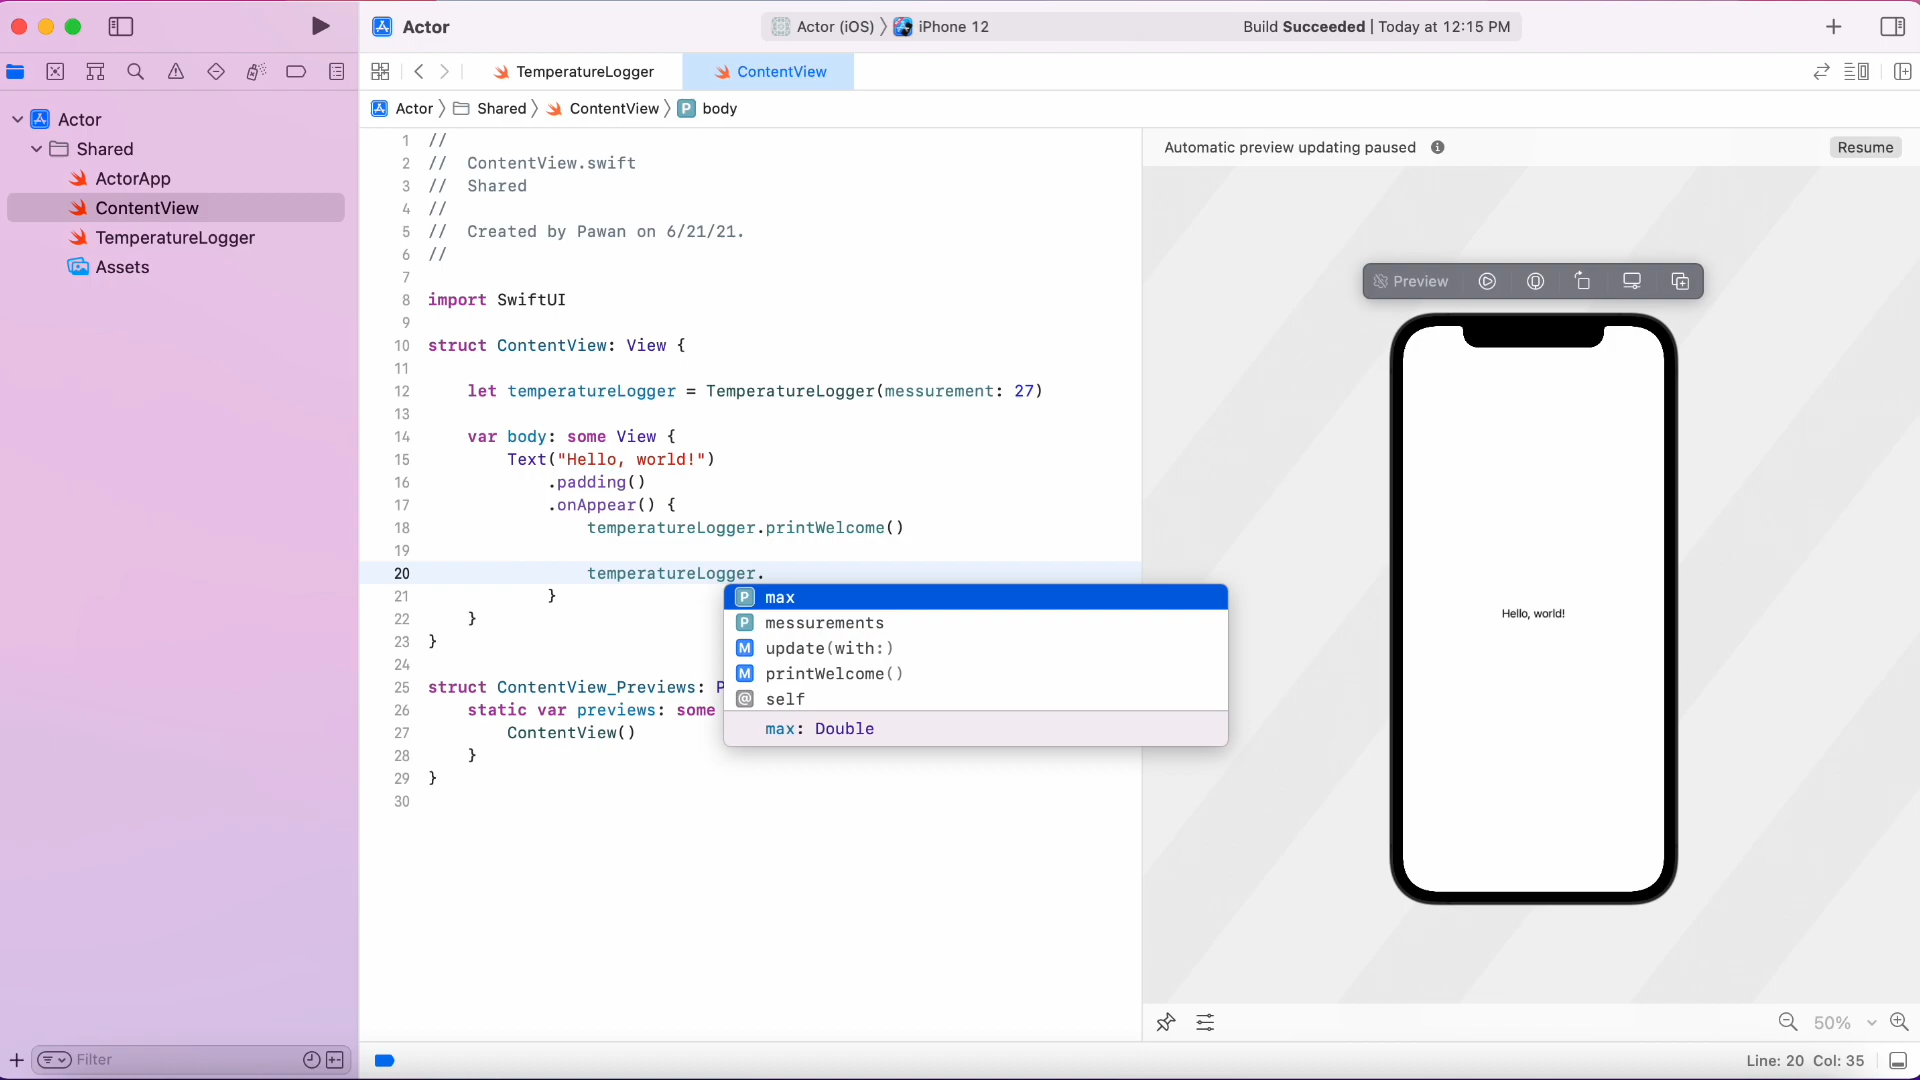 Actor
Actor (iOS) iPhone 12
Build Succeeded | Today at 12:15 PM
TemperatureLogger
ContentView
Actor Shared ContentView P body
Actor
Shared
ActorApp
ContentView
TemperatureLogger
Assets
Filter
1 //
2 //  ContentView.swift
3 //  Shared
4 //
5 //  Created by Pawan on 6/21/21.
6 //
7
8 import SwiftUI
9
10 struct ContentView: View {
11
12 let temperatureLogger = TemperatureLogger(messurement: 27)
13
14 var body: some View {
15 Text("Hello, world!")
16 .padding()
17 .onAppear() {
18 temperatureLogger.printWelcome()
19
20 temperatureLogger.
21 }
22 }
23 }
24
25 struct ContentView_Previews: P
26 static var previews: some
27 ContentView()
28 }
29 }
30
P max
P messurements
M update(with:)
M printWelcome()
@ self
max: Double
Automatic preview updating paused
Resume
Preview
Hello, world!
50%
Line: 20 Col: 35